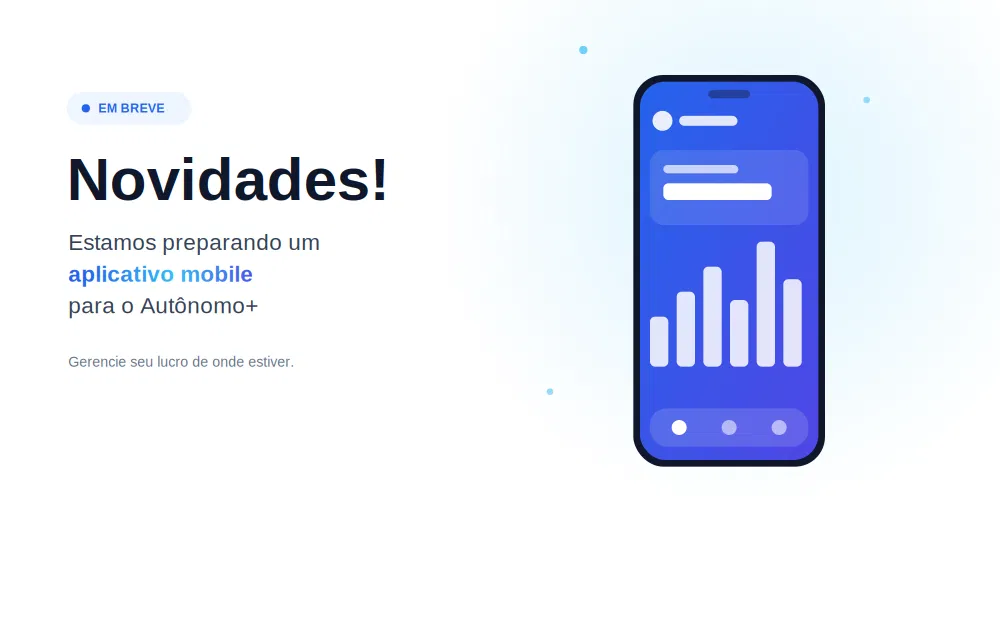 EM BREVE
Novidades!
Estamos preparando um
aplicativo mobile
para o Autônomo+
Gerencie seu lucro de onde estiver.